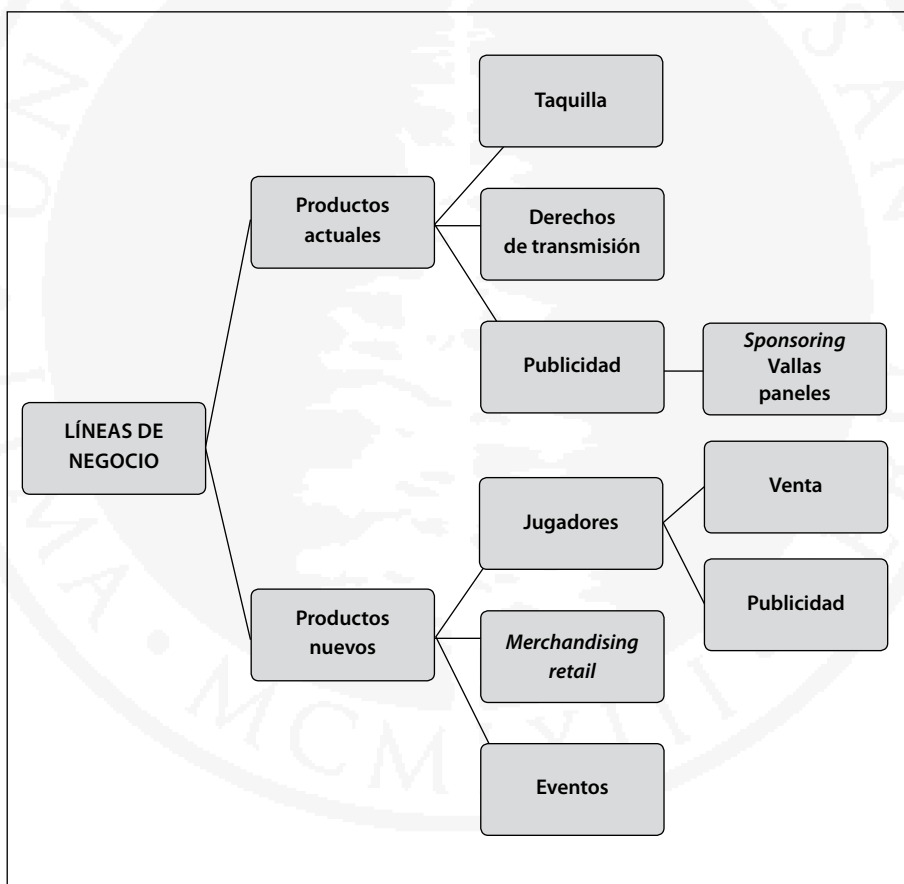 Taquilla
Productos
actuales
Derechos
de transmisión
Publicidad
Sponsoring
Vallas
paneles
LÍNEAS DE
NEGOCIO
Jugadores
Venta
Publicidad
Productos
nuevos
Merchandising
retail
Eventos